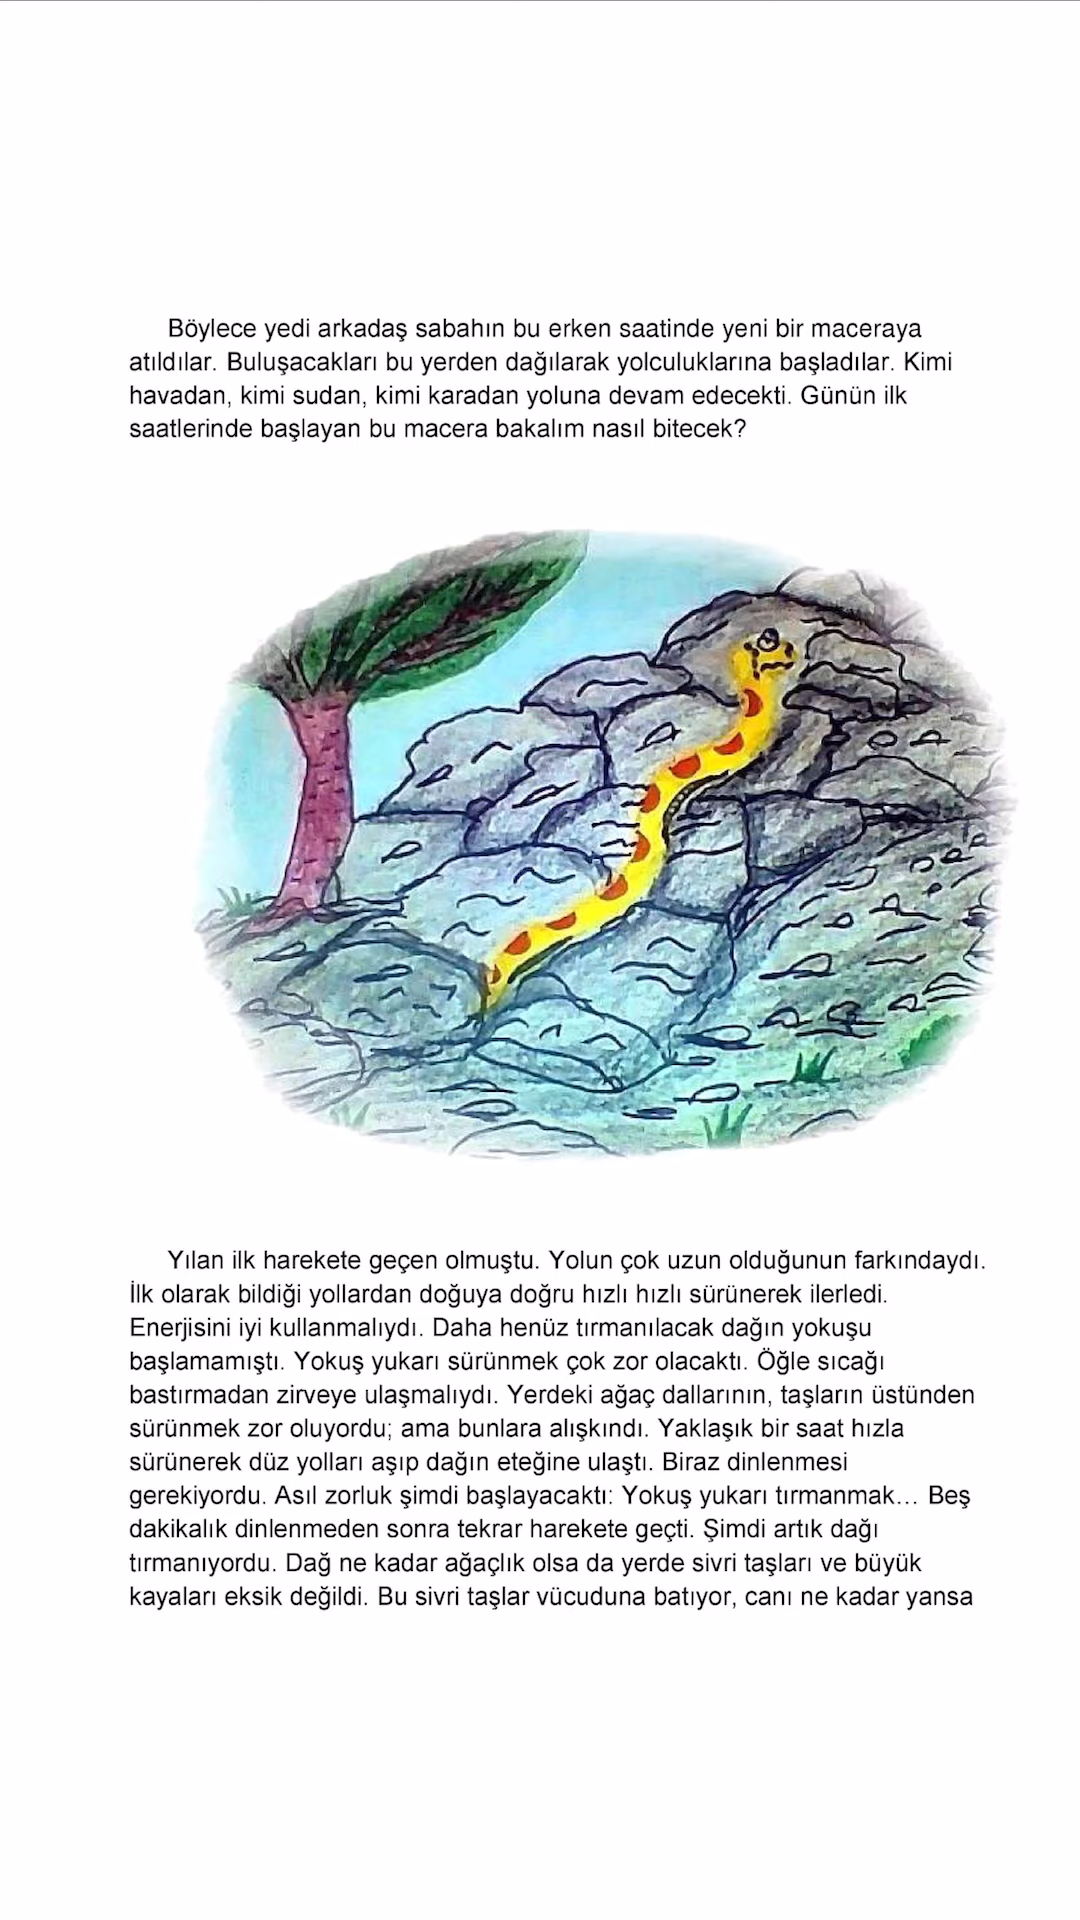 Böylece yedi arkadaş sabahın bu erken saatinde yeni bir maceraya
atıldılar. Buluşacakları bu yerden dağılarak yolculuklarına başladılar. Kimi
havadan, kimi sudan, kimi karadan yoluna devam edecekti. Günün ilk
saatlerinde başlayan bu macera bakalım nasıl bitecek?
Yılan ilk harekete geçen olmuştu. Yolun çok uzun olduğunun farkındaydı.
İlk olarak bildiği yollardan doğuya doğru hızlı hızlı sürünerek ilerledi.
Enerjisini iyi kullanmalıydı. Daha henüz tırmanılacak dağın yokuşu
başlamamıştı. Yokuş yukarı sürünmek çok zor olacaktı. Öğle sıcağı
bastırmadan zirveye ulaşmalıydı. Yerdeki ağaç dallarının, taşların üstünden
sürünmek zor oluyordu; ama bunlara alışkındı. Yaklaşık bir saat hızla
sürünerek düz yolları aşıp dağın eteğine ulaştı. Biraz dinlenmesi
gerekiyordu. Asıl zorluk şimdi başlayacaktı: Yokuş yukarı tırmanmak... Beş
dakikalık dinlenmeden sonra tekrar harekete geçti. Şimdi artık dağı
tırmanıyordu. Dağ ne kadar ağaçlık olsa da yerde sivri taşları ve büyük
kayaları eksik değildi. Bu sivri taşlar vücuduna batıyor, canı ne kadar yansa